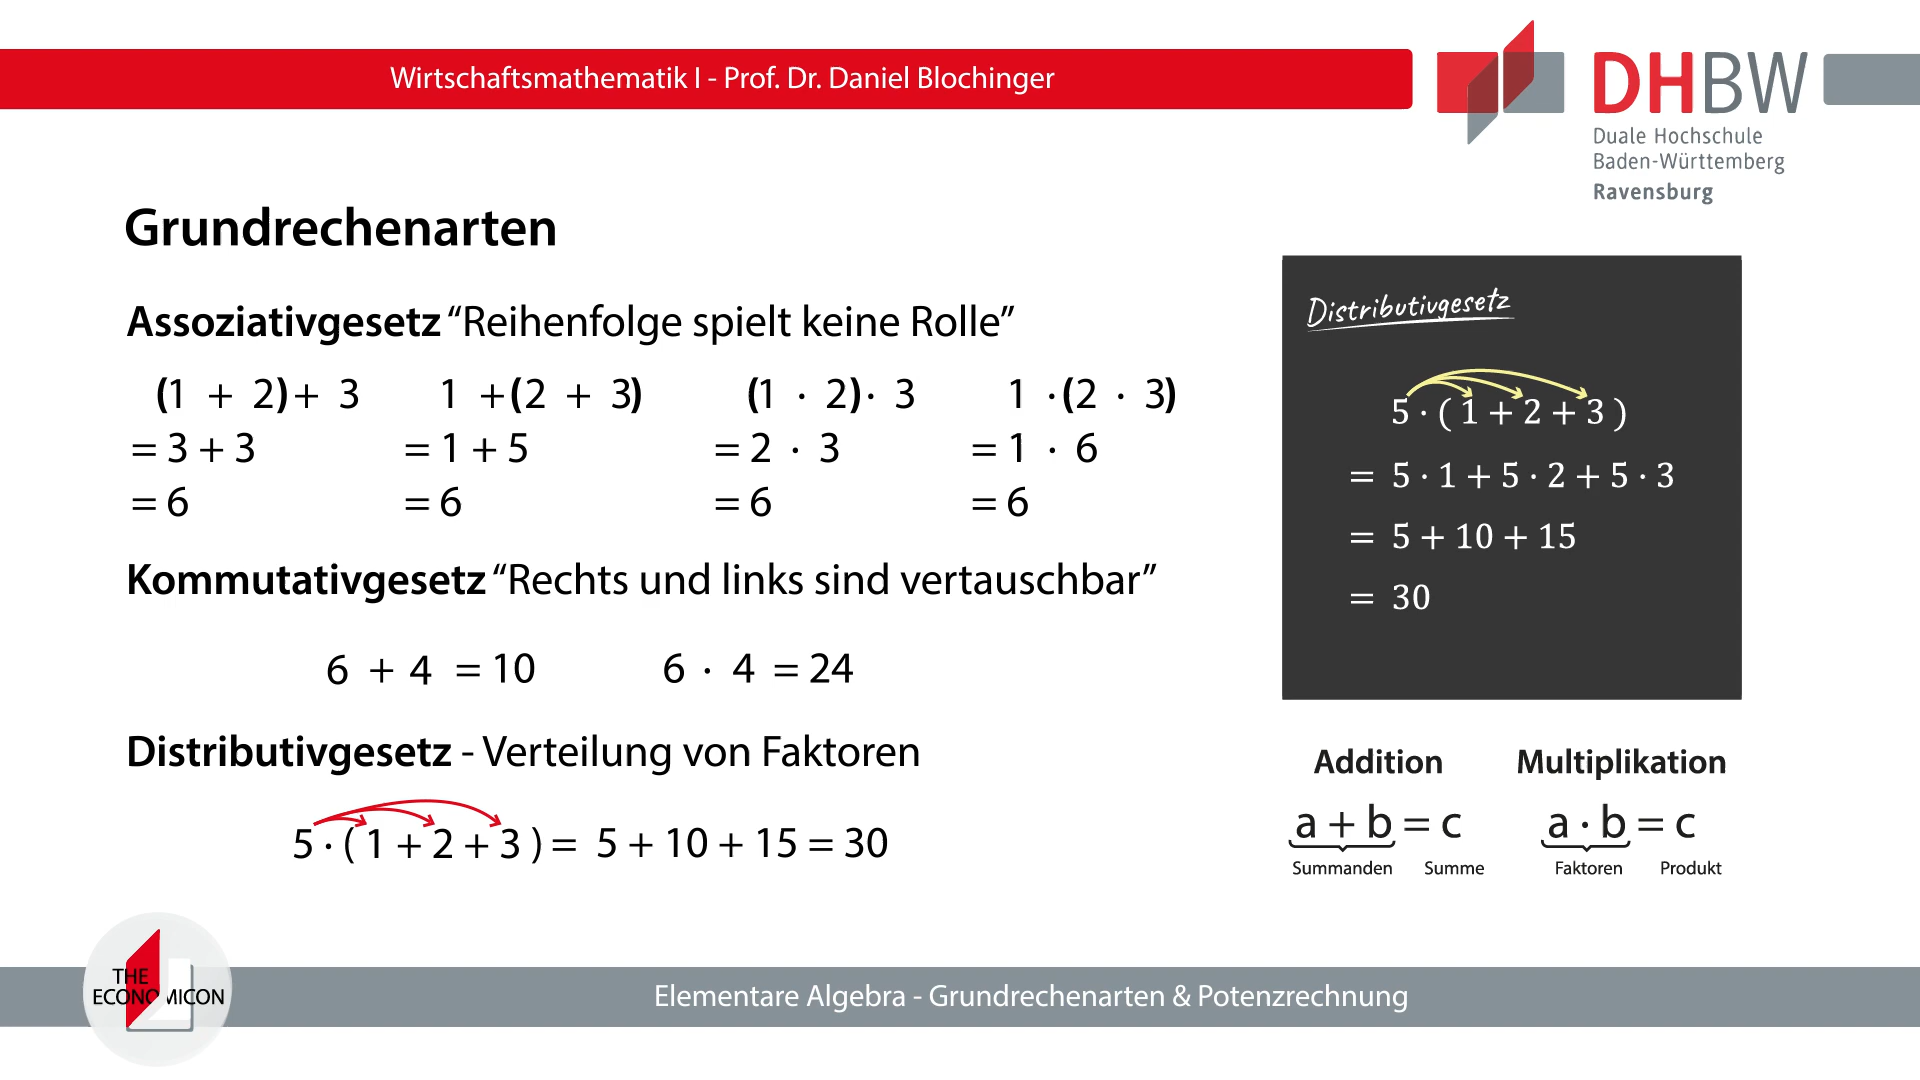 Wirtschaftsmathematik I - Prof. Dr. Daniel Blochinger
DHBW
Duale Hochschule
Baden-Württemberg
Ravensburg
Grundrechenarten
Assoziativgesetz “Reihenfolge spielt keine Rolle”
(1 + 2)+ 3 1 +(2 + 3) (1 · 2)· 3 1 ·(2 · 3)
= 3 + 3 = 1 + 5 = 2 · 3 = 1 · 6
= 6 = 6 = 6 = 6
Kommutativgesetz “Rechts und links sind vertauschbar”
6 + 4 = 10 6 · 4 = 24
Distributivgesetz - Verteilung von Faktoren
5 · ( 1 + 2 + 3 ) = 5 + 10 + 15 = 30
Distributivgesetz
5 · ( 1 + 2 + 3 )
= 5 · 1 + 5 · 2 + 5 · 3
= 5 + 10 + 15
= 30
Addition Multiplikation
a + b = c a · b = c
Summanden Summe Faktoren Produkt
THE
ECONOMICON
Elementare Algebra - Grundrechenarten & Potenzrechnung